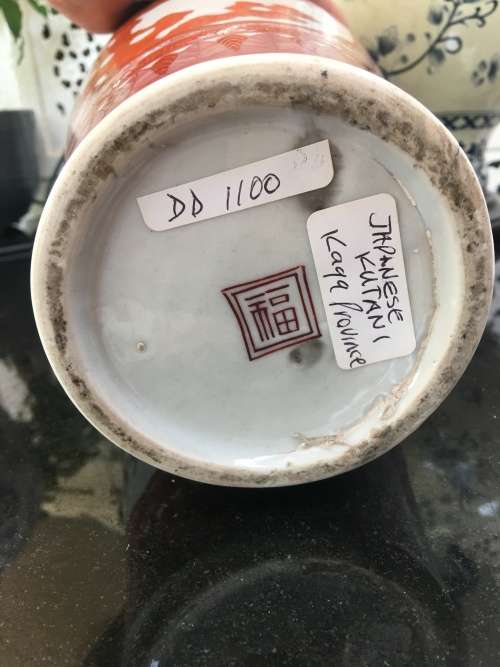 DD 1100
JAPANESE
KUTANI
Kaga Province
福